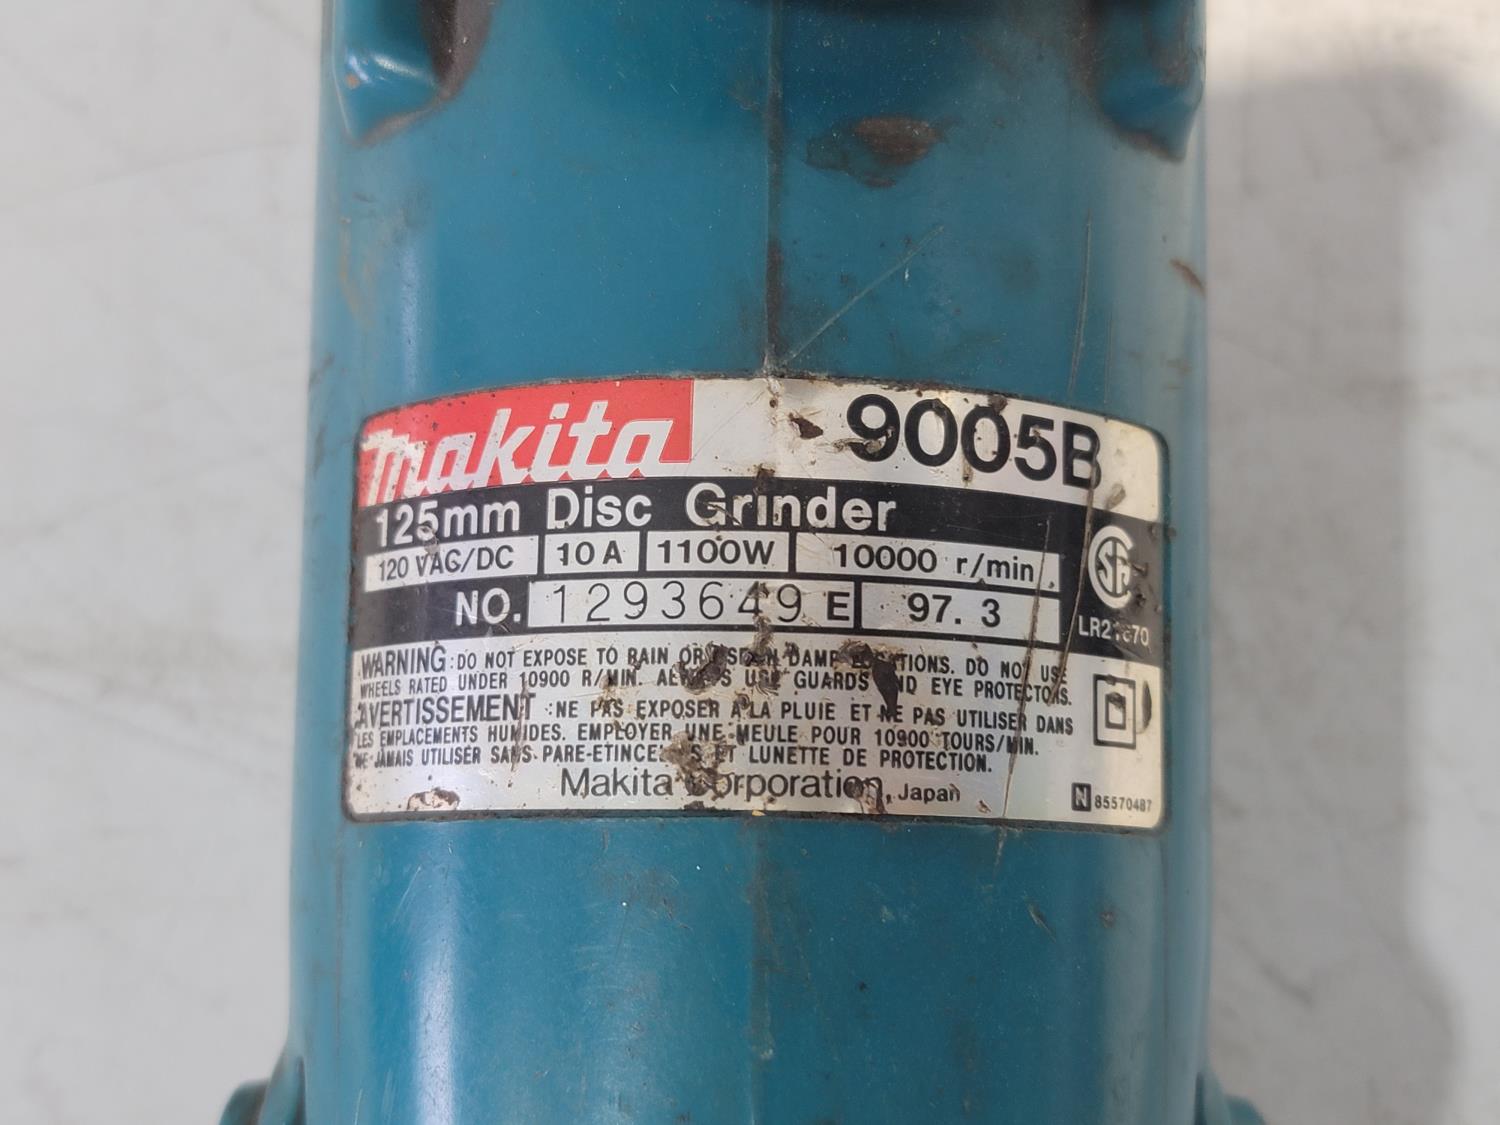 makita 9005B
125mm Disc Grinder
120 VAC/DC 10 A 1100W 10000 r/min
NO. 1293649 E 97. 3
WARNING : DO NOT EXPOSE TO RAIN OR USE IN DAMP LOCATIONS. DO NOT USE
WHEELS RATED UNDER 10900 R/MIN. ALWAYS USE GUARDS AND EYE PROTECTORS.
AVERTISSEMENT : NE PAS EXPOSER A LA PLUIE ET NE PAS UTILISER DANS
LES EMPLACEMENTS HUMIDES. EMPLOYER UNE MEULE POUR 10900 TOURS/MIN.
NE JAMAIS UTILISER SANS PARE-ETINCELLES ET LUNETTE DE PROTECTION.
Makita Corporation, Japan
N 85570487